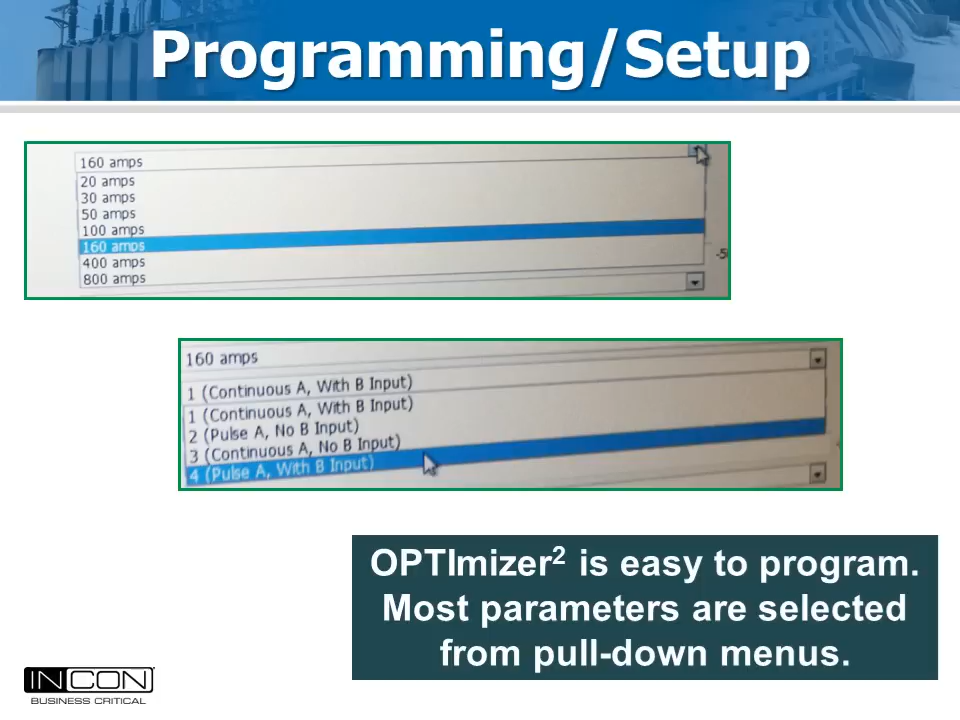 Programming/Setup
160 amps
20 amps
30 amps
50 amps
100 amps
160 amps
400 amps
800 amps
160 amps
1 (Continuous A, With B Input)
1 (Continuous A, With B Input)
2 (Pulse A, No B Input)
3 (Continuous A, No B Input)
4 (Pulse A, With B Input)
OPTImizer² is easy to program.
Most parameters are selected
from pull-down menus.
INCON
BUSINESS CRITICAL